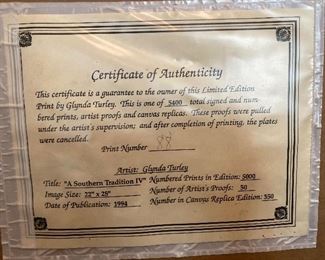 Certificate of Authenticity
This certificate is a guarantee to the owner of this Limited Edition
Print by Glynda Turley. This is one of 5400 total signed and num-
bered prints, artist proofs and canvas replicas. These proofs were pulled
under the artist's supervision; and after completion of printing, the plates
were cancelled.
Print Number
Artist: Glynda Turley
Title: "A Southern Tradition IV" Numbered Prints in Edition: 5000
Image Size: 22" x 28" Number of Artist's Proofs: 50
Date of Publication: 1994 Number in Canvas Replica Edition: 350